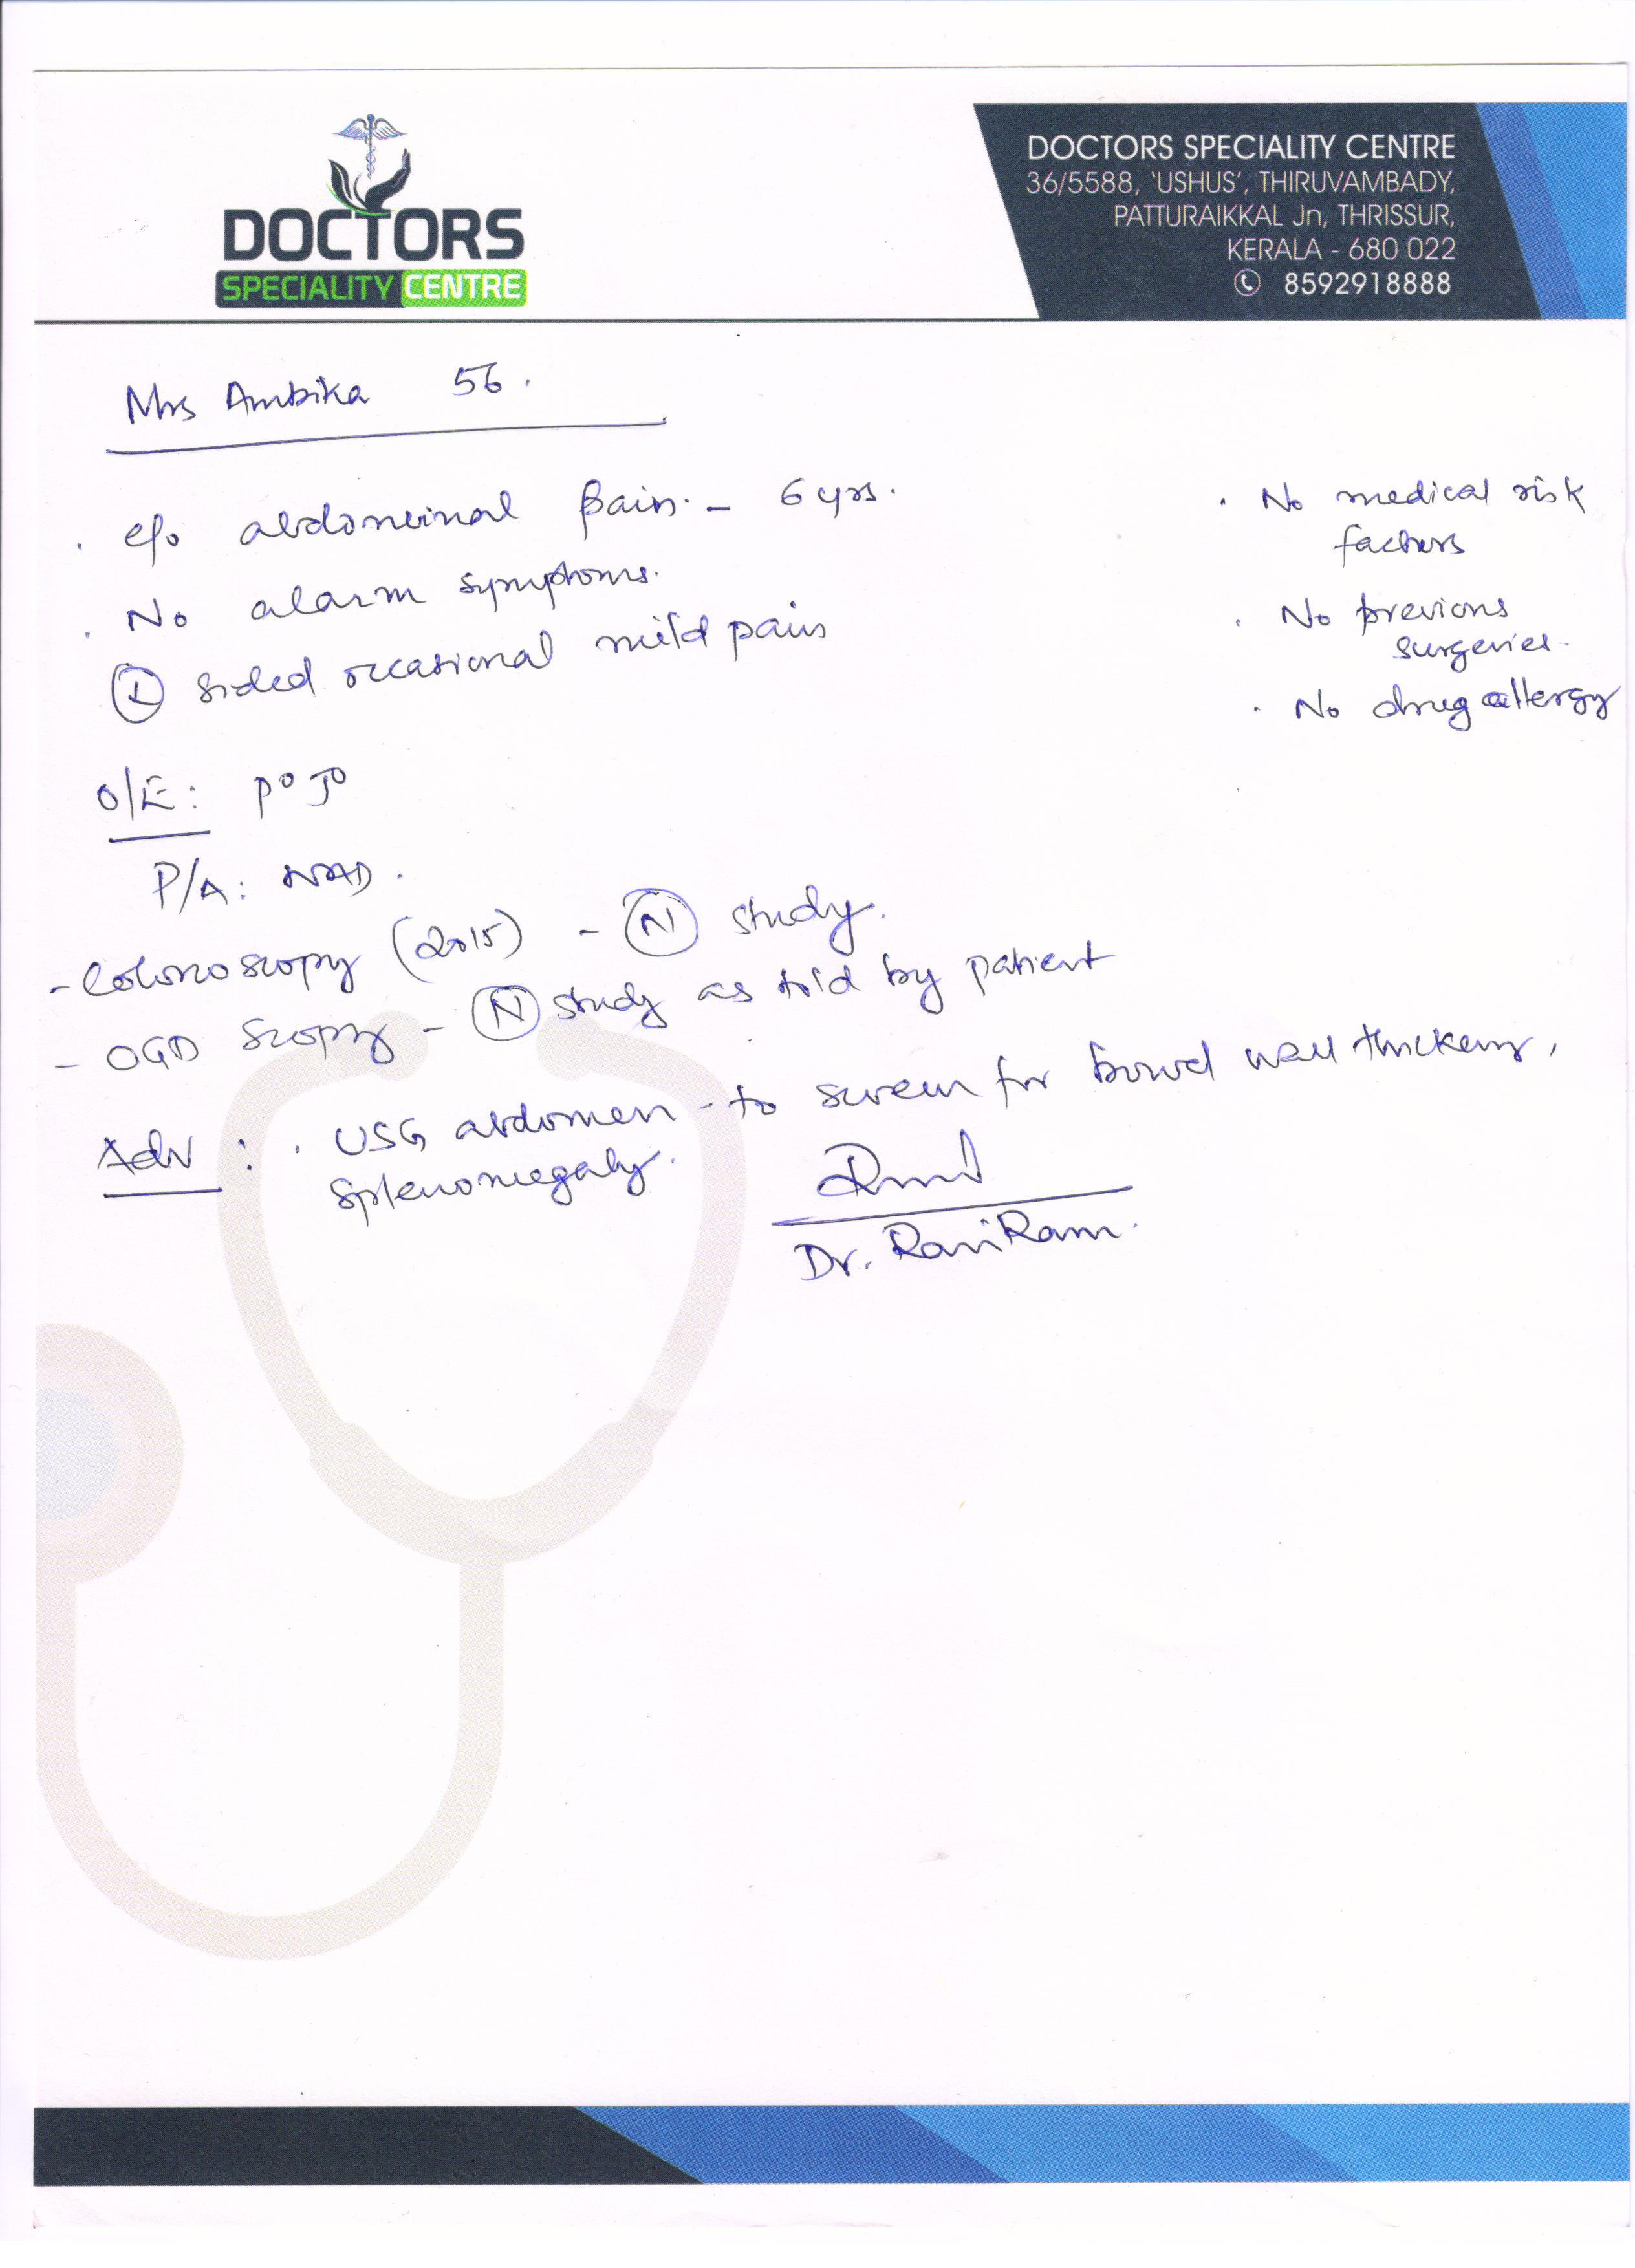 DOCTORS
SPECIALITY CENTRE
DOCTORS SPECIALITY CENTRE
36/5588, 'USHUS', THIRUVAMBADY,
PATTURAIKKAL Jn, THRISSUR,
KERALA - 680 022
8592918888
Mrs Ambika 56.
. c/o abdominal pain. - 6 yrs.
. No alarm symptoms.
Ⓛ sided occasional mild pain
. No medical risk
factors
. No previous
surgeries.
. No drug allergy
O/E: P° J°
P/A: NAD.
- Colonoscopy (2015) - Ⓝ study.
- OGD Scopy - Ⓝ study as told by patient
Adv : . USG abdomen - to screen for bowel wall thickening,
Splenomegaly.
Dr. Ravi Ram.